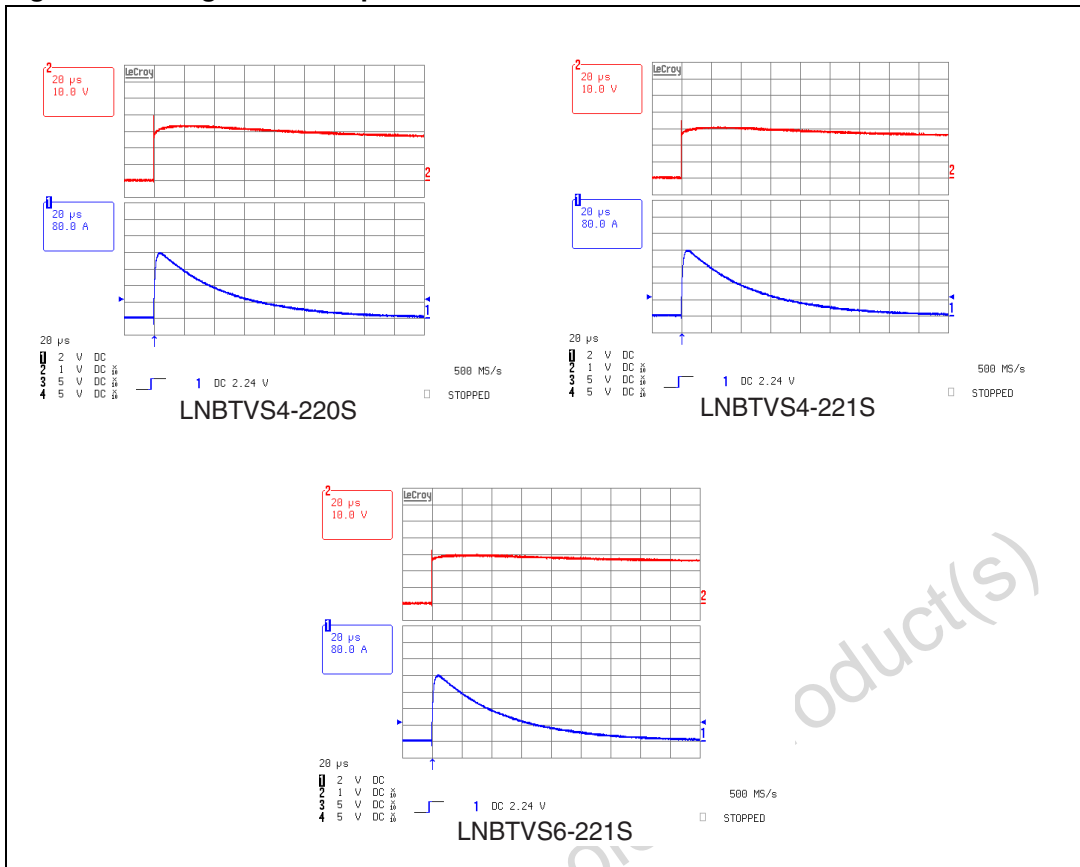 2
20 µs
10.0 V
LeCroy
2
1
20 µs
80.0 A
1
20 µs
1 2 V DC
2 1 V DC
3 5 V DC
4 5 V DC
1 DC 2.24 V
500 MS/s
STOPPED
LNBTVS4-220S
2
20 µs
10.0 V
LeCroy
2
1
20 µs
80.0 A
1
20 µs
1 2 V DC
2 1 V DC
3 5 V DC
4 5 V DC
1 DC 2.24 V
500 MS/s
STOPPED
LNBTVS4-221S
2
20 µs
10.0 V
LeCroy
2
1
20 µs
80.0 A
1
20 µs
1 2 V DC
2 1 V DC
3 5 V DC
4 5 V DC
1 DC 2.24 V
500 MS/s
STOPPED
LNBTVS6-221S
oduct(s)